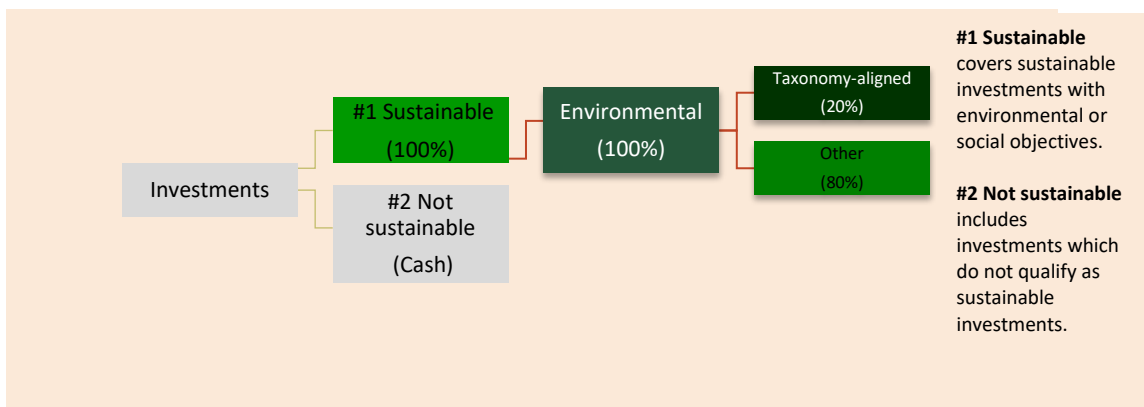 Investments
#1 Sustainable
(100%)
#2 Not
sustainable
(Cash)
Environmental
(100%)
Taxonomy-aligned
(20%)
Other
(80%)
#1 Sustainable
covers sustainable
investments with
environmental or
social objectives.
#2 Not sustainable
includes
investments which
do not qualify as
sustainable
investments.